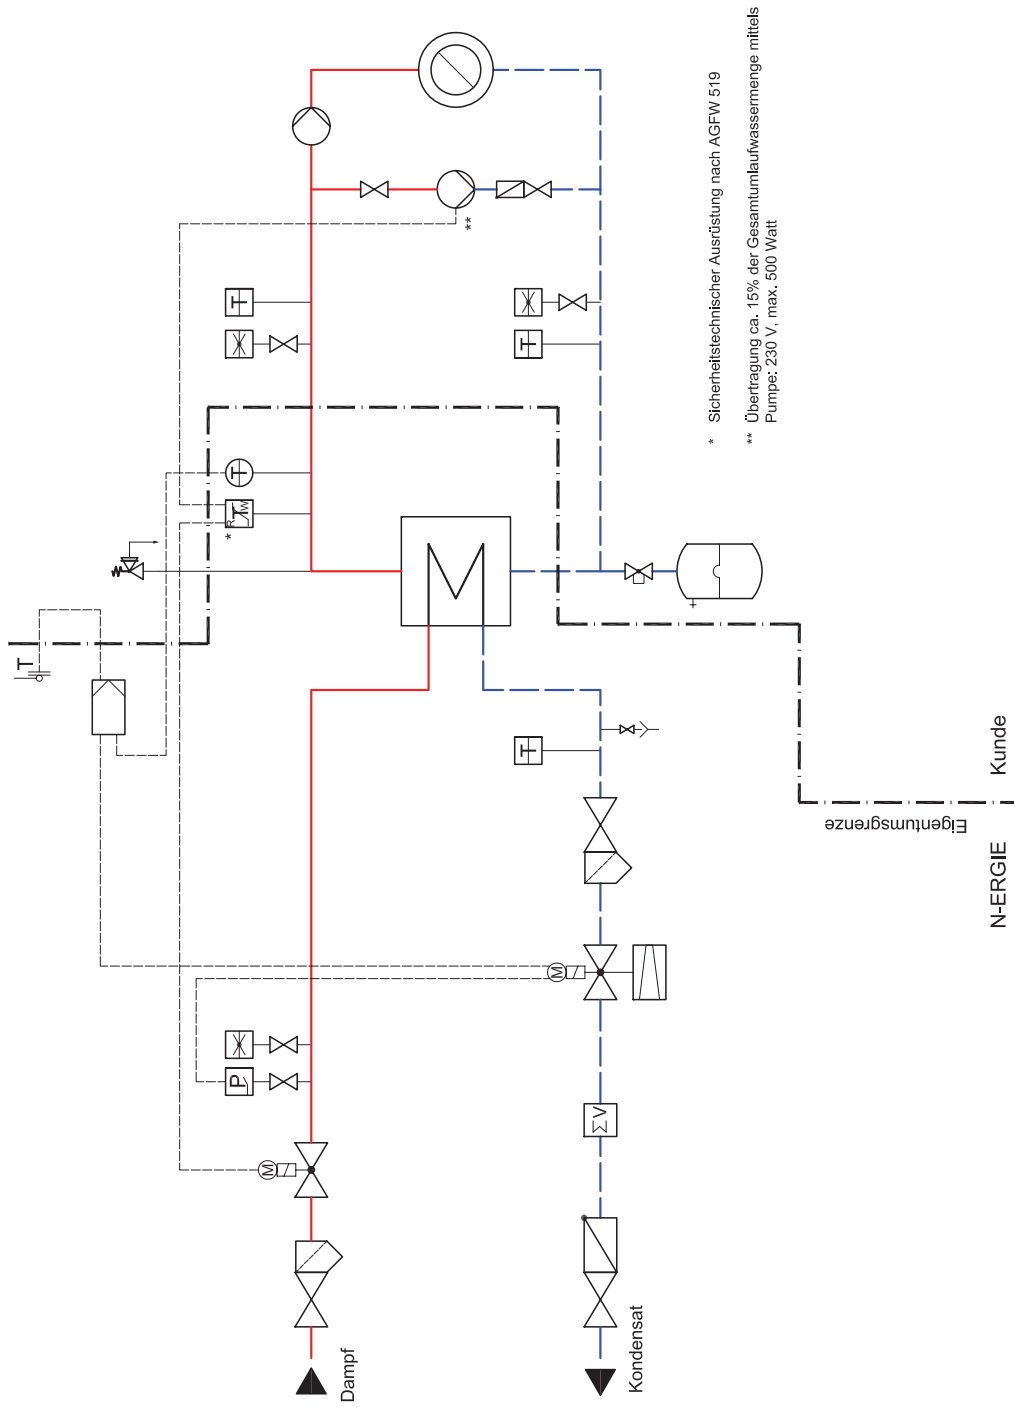 T
T
T
*
R
W
T
T
**
M
P
M
ΣV
T
Dampf
Kondensat
Eigentumsgrenze
N-ERGIE
Kunde
* Sicherheitstechnischer Ausrüstung nach AGFW 519
** Übertragung ca. 15% der Gesamtumlaufwassermenge mittels
Pumpe: 230 V, max. 500 Watt